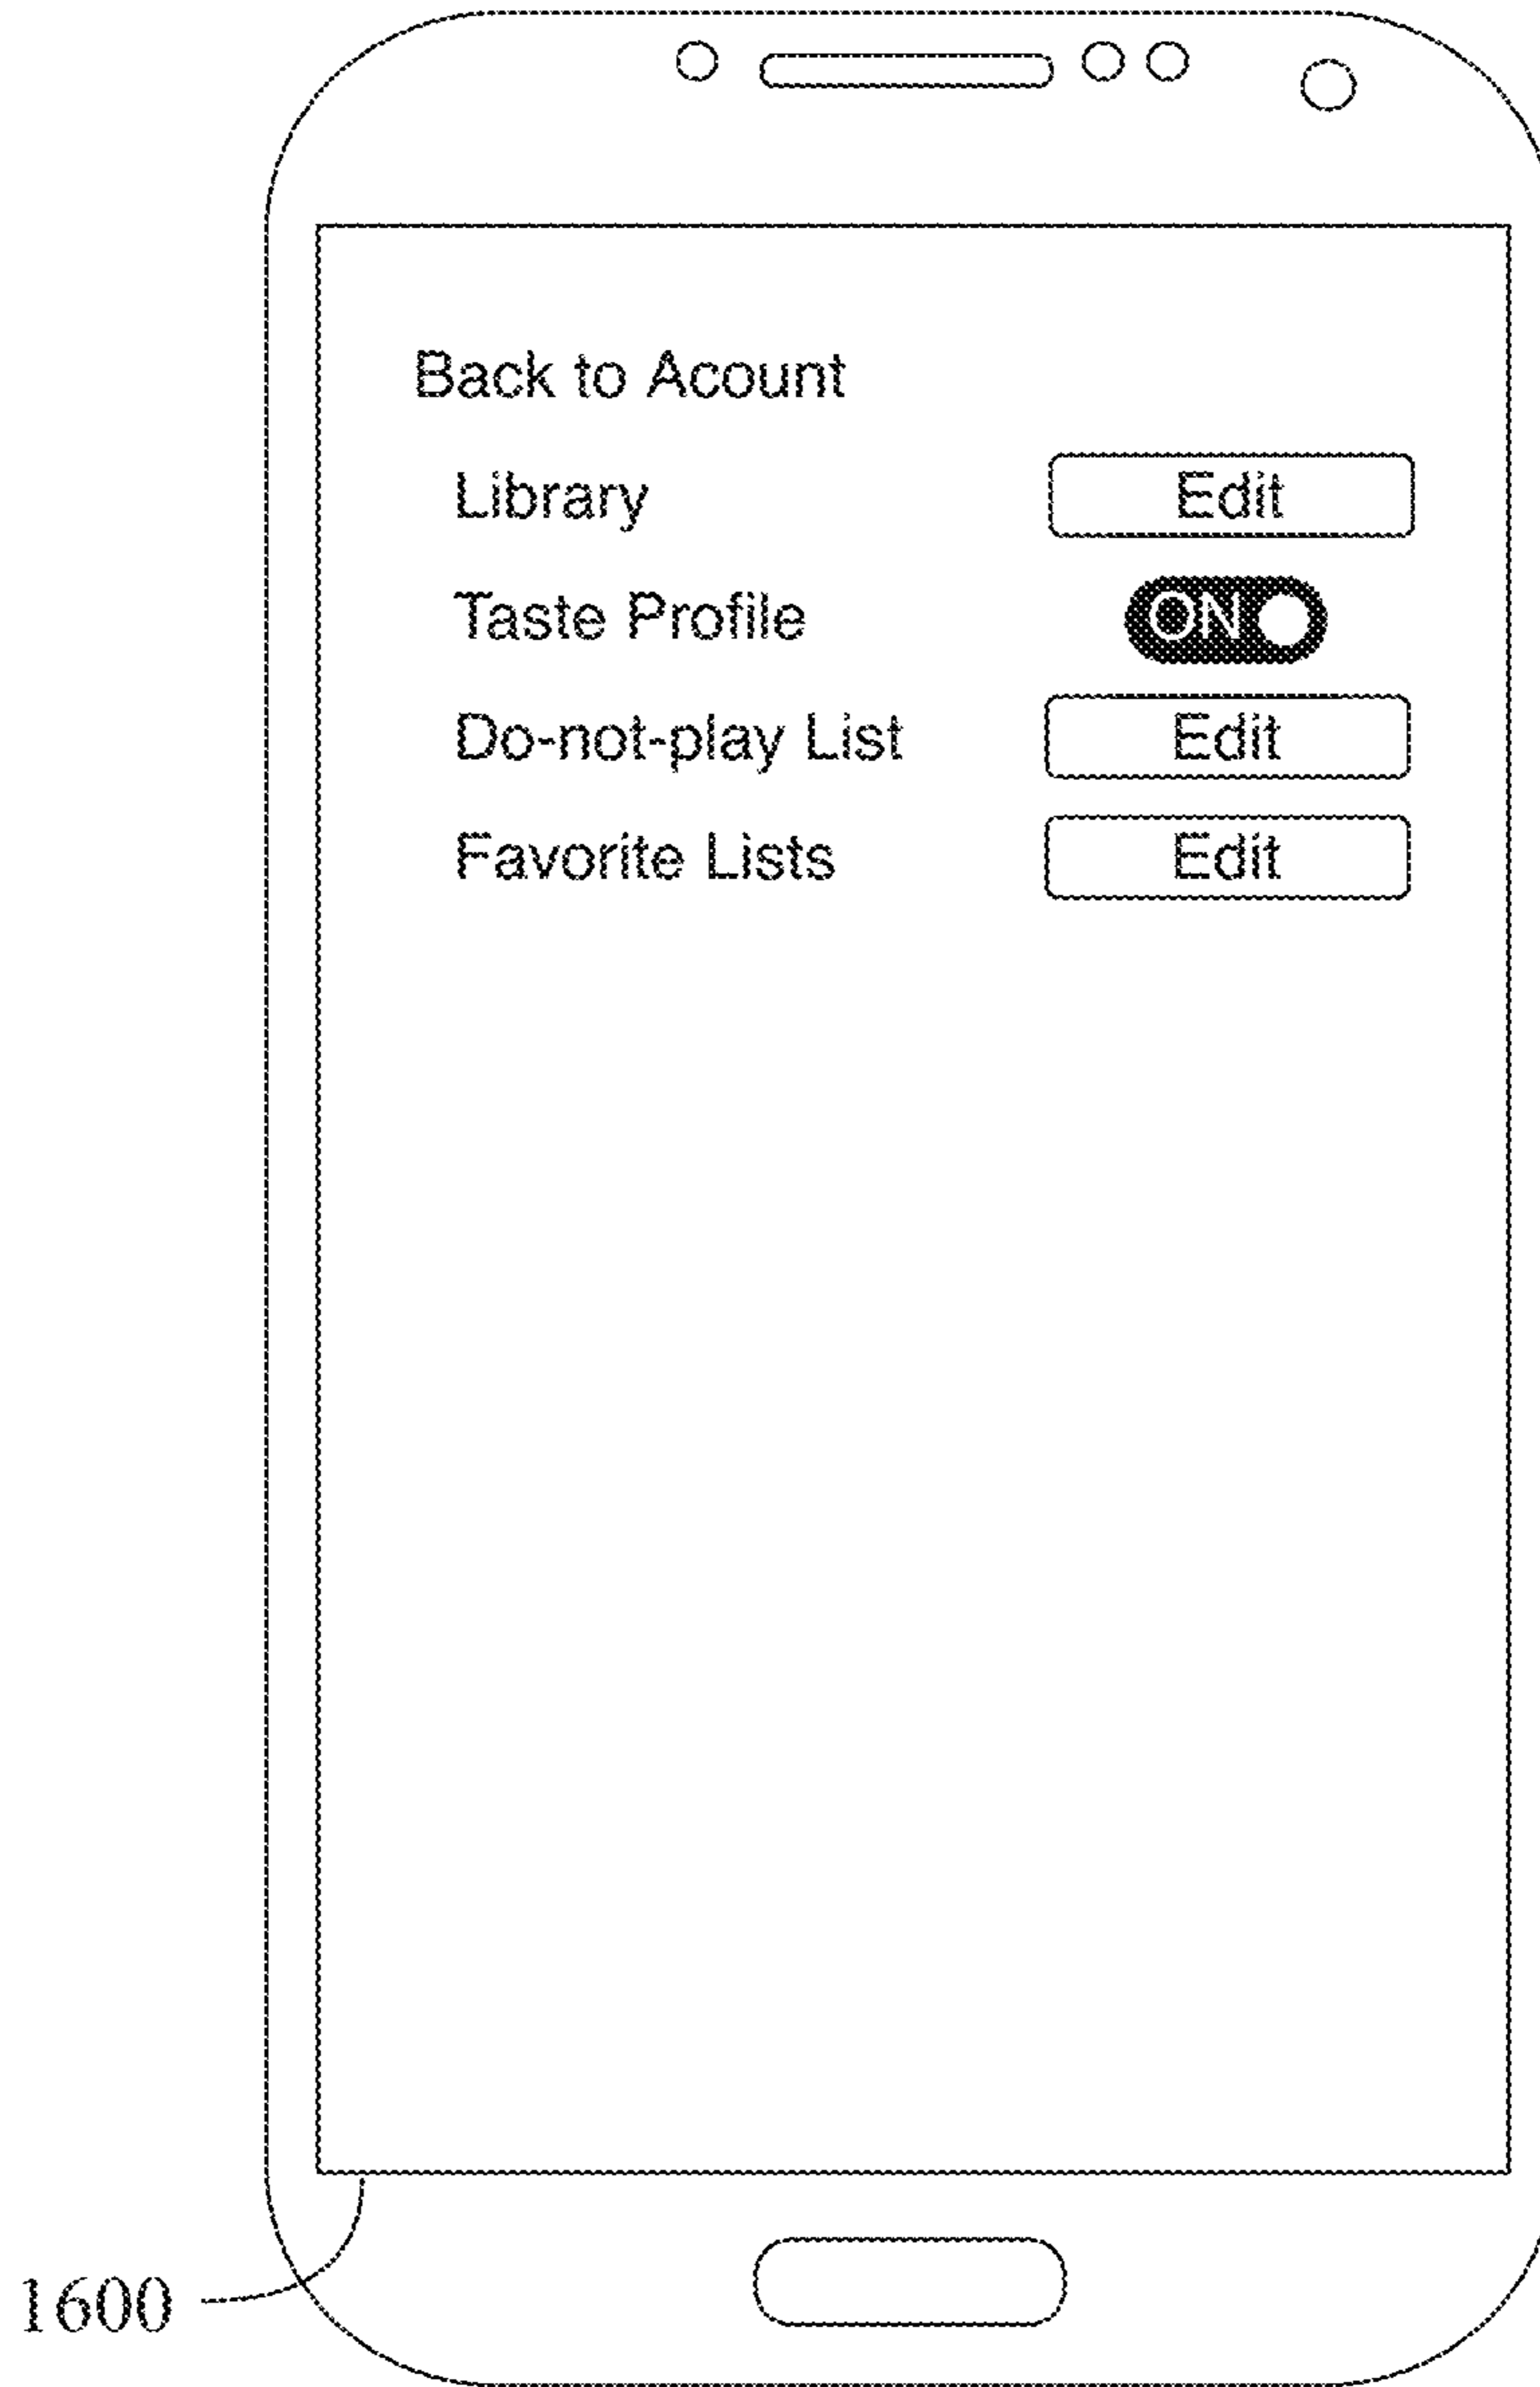 Back to Acount
Library Edit
Taste Profile ON
Do-not-play List Edit
Favorite Lists Edit
1600